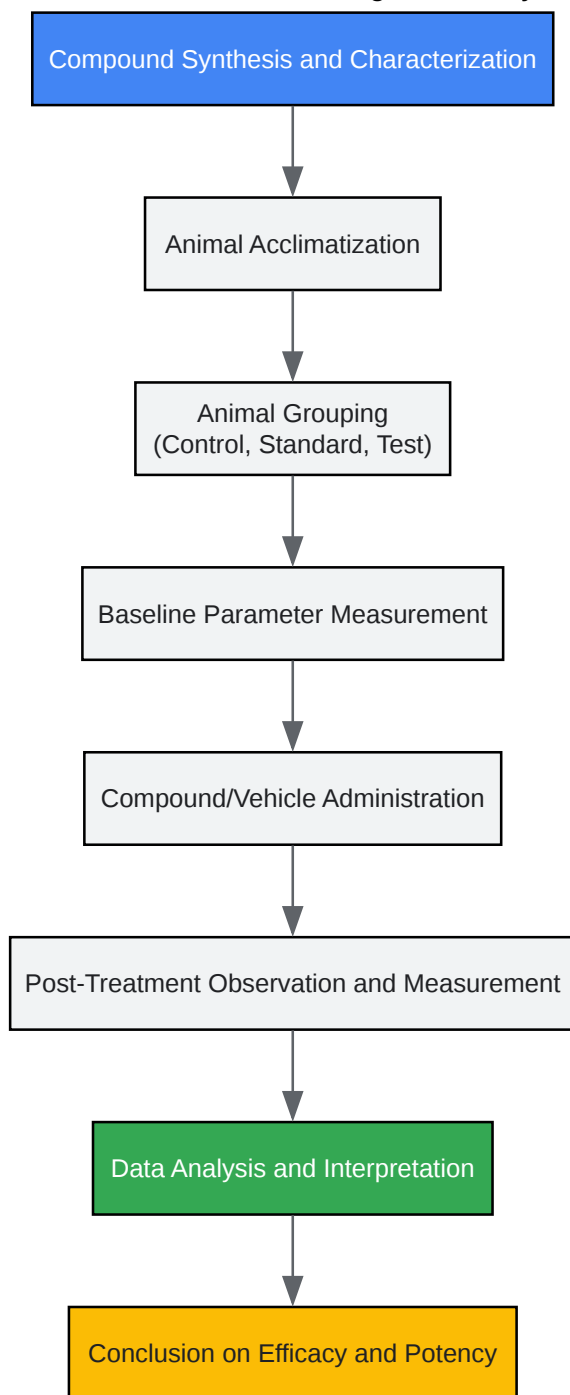 Compound Synthesis and Characterization
Animal Acclimatization
Animal Grouping
(Control, Standard, Test)
Baseline Parameter Measurement
Compound/Vehicle Administration
Post-Treatment Observation and Measurement
Data Analysis and Interpretation
Conclusion on Efficacy and Potency